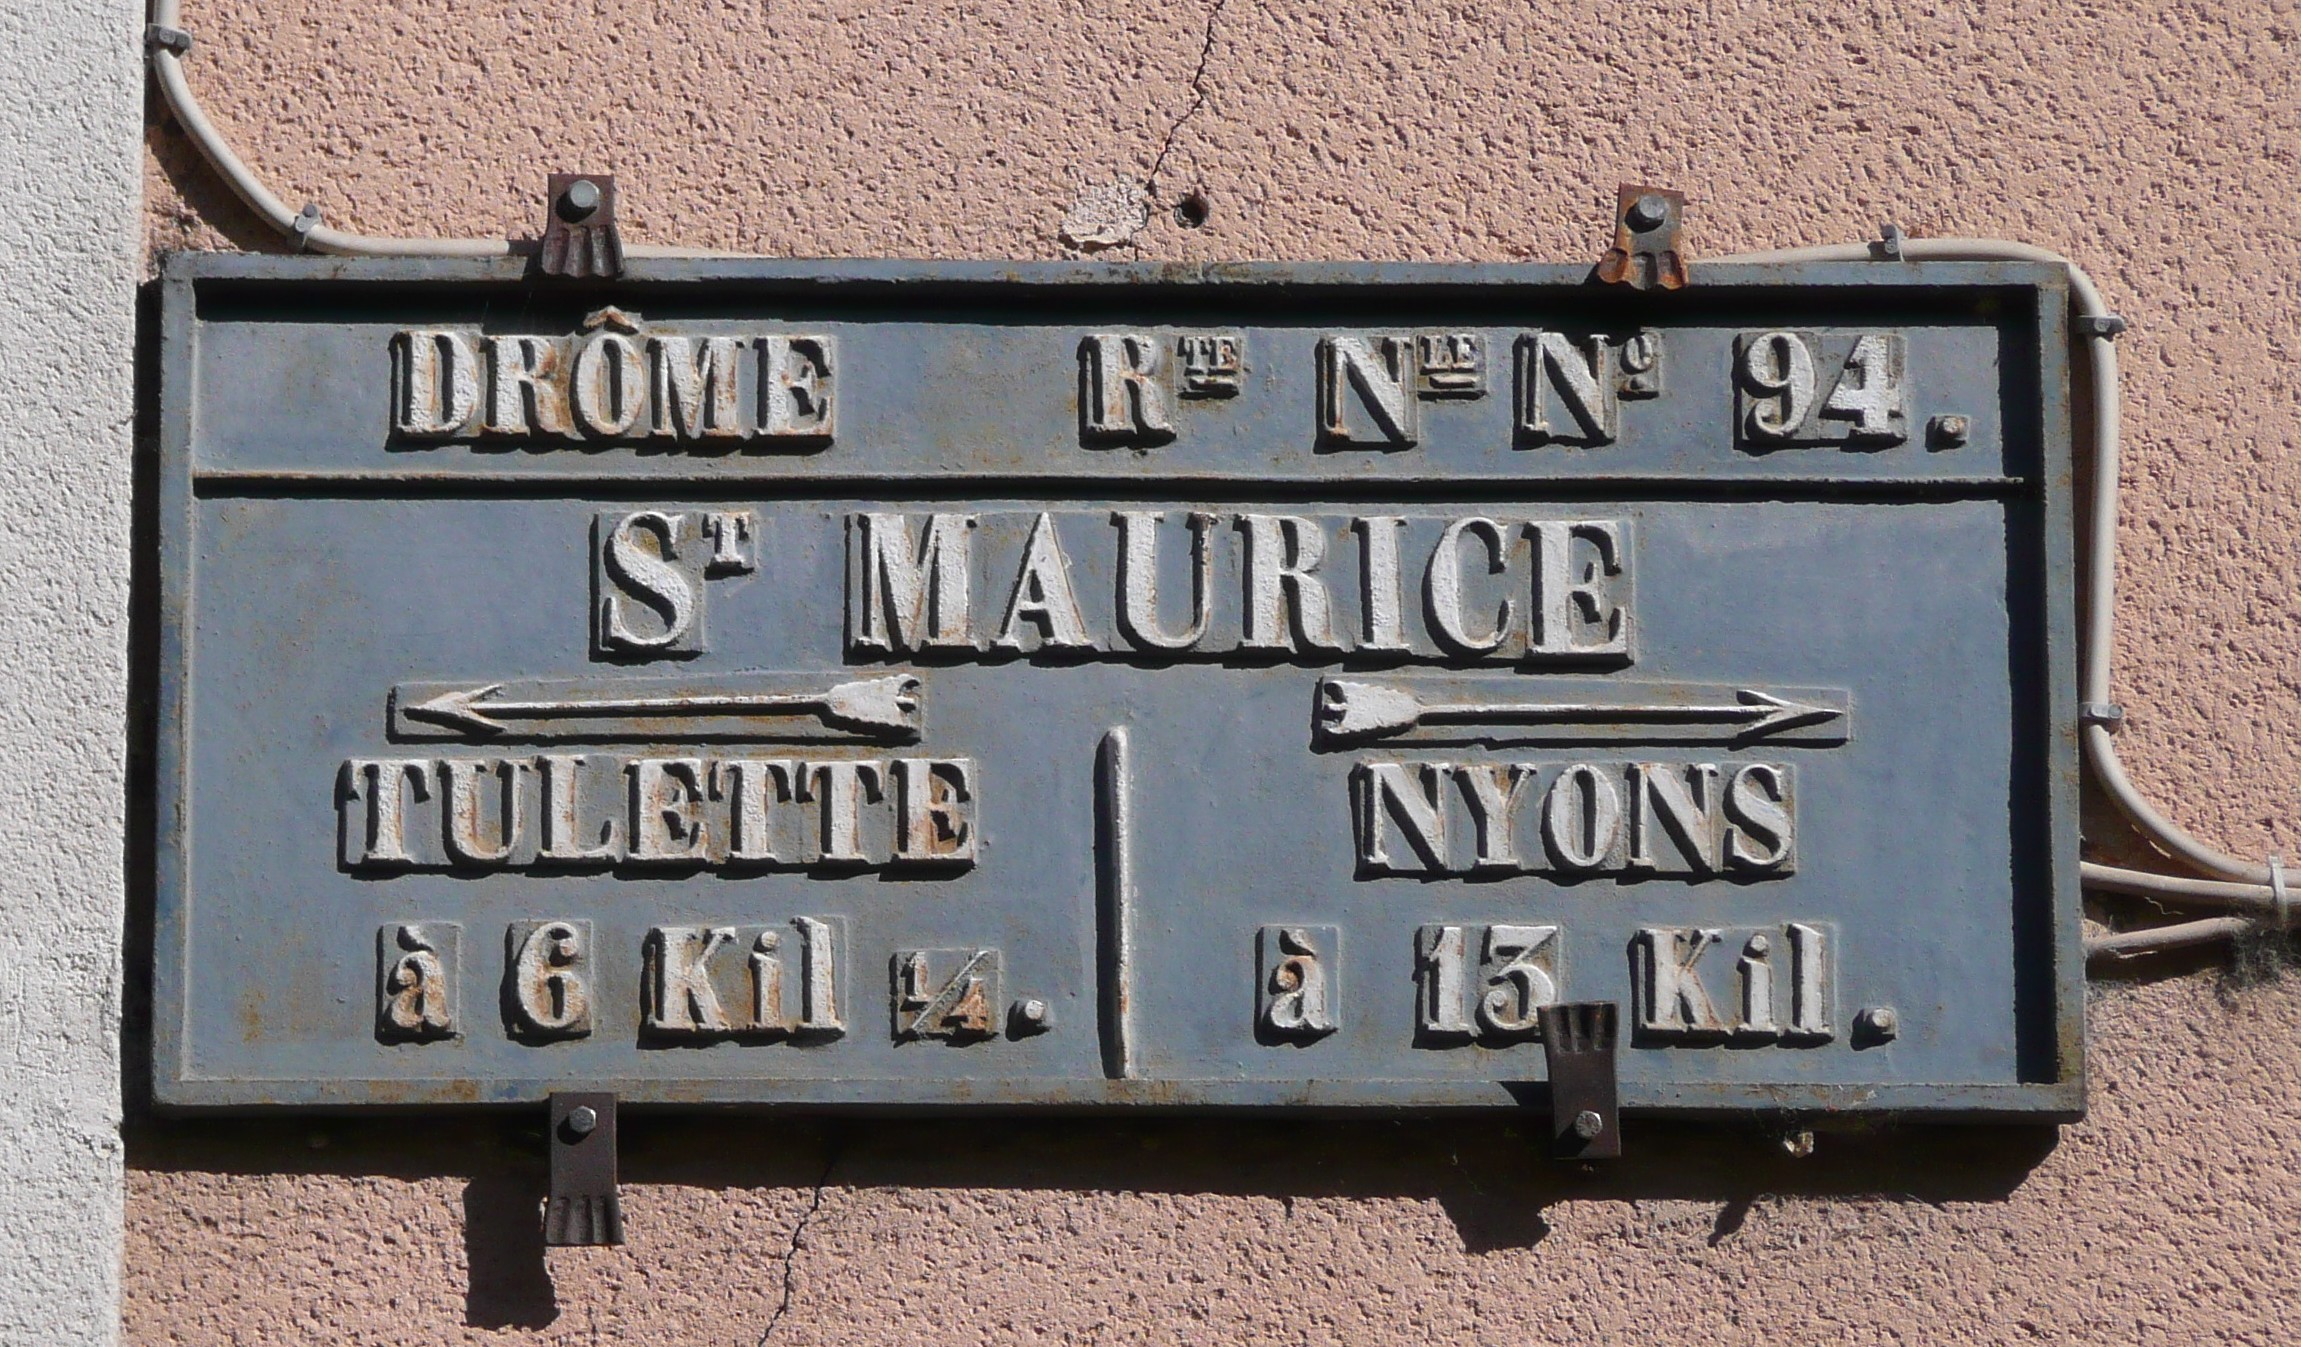 DRÔME Rte Nle No 94.
St MAURICE
TULETTE NYONS
à 6 Kil 1/4. à 13 Kil.